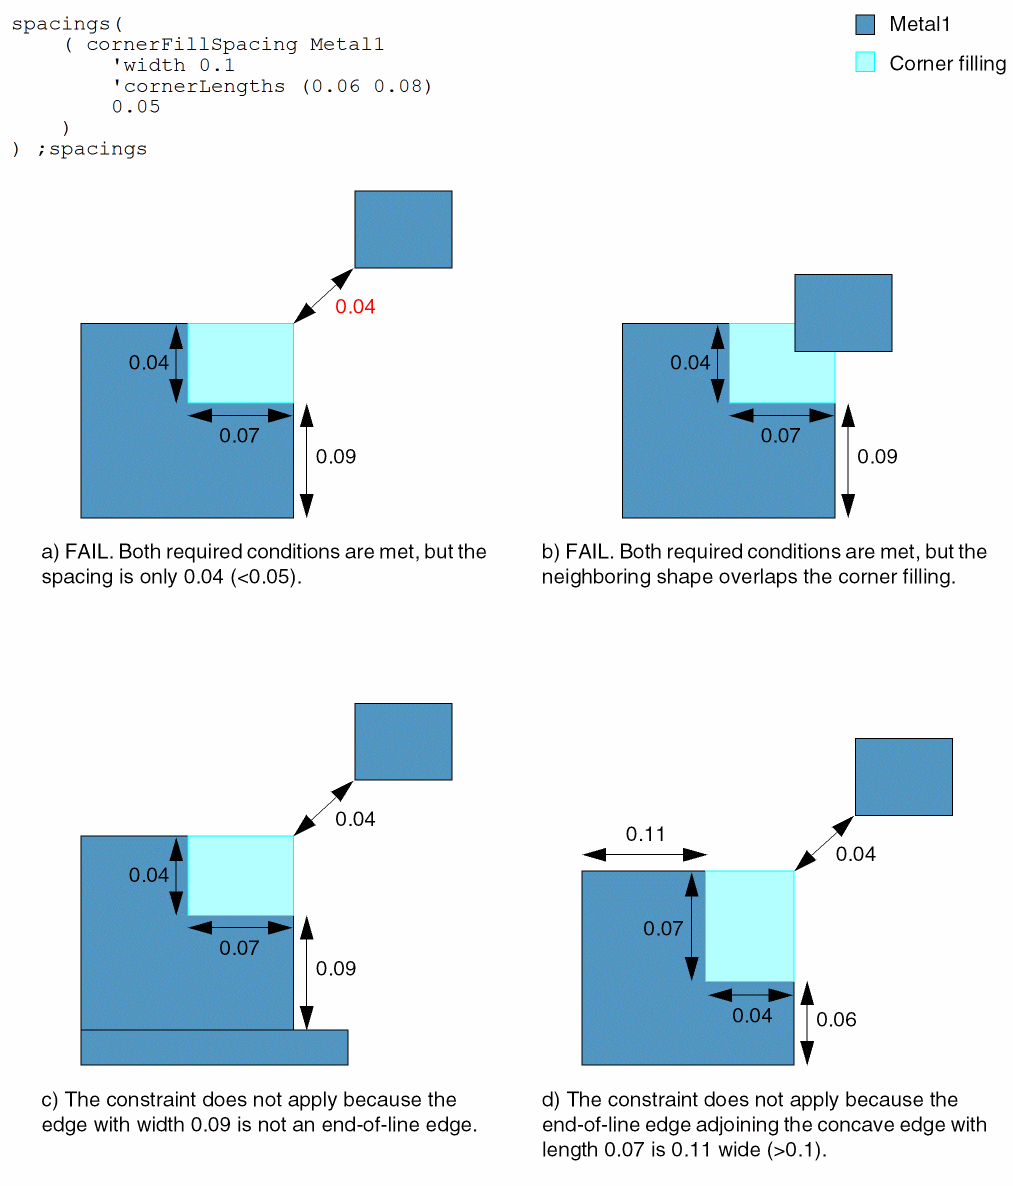 spacings(
( cornerFillSpacing Metal1
'width 0.1
'cornerLengths (0.06 0.08)
0.05
)
) ;spacings
Metal1
Corner filling
0.04
0.04
0.07
0.09
a) FAIL. Both required conditions are met, but the
spacing is only 0.04 (<0.05).
0.04
0.07
0.09
b) FAIL. Both required conditions are met, but the
neighboring shape overlaps the corner filling.
0.04
0.04
0.07
0.09
c) The constraint does not apply because the
edge with width 0.09 is not an end-of-line edge.
0.11
0.04
0.07
0.04
0.06
d) The constraint does not apply because the
end-of-line edge adjoining the concave edge with
length 0.07 is 0.11 wide (>0.1).